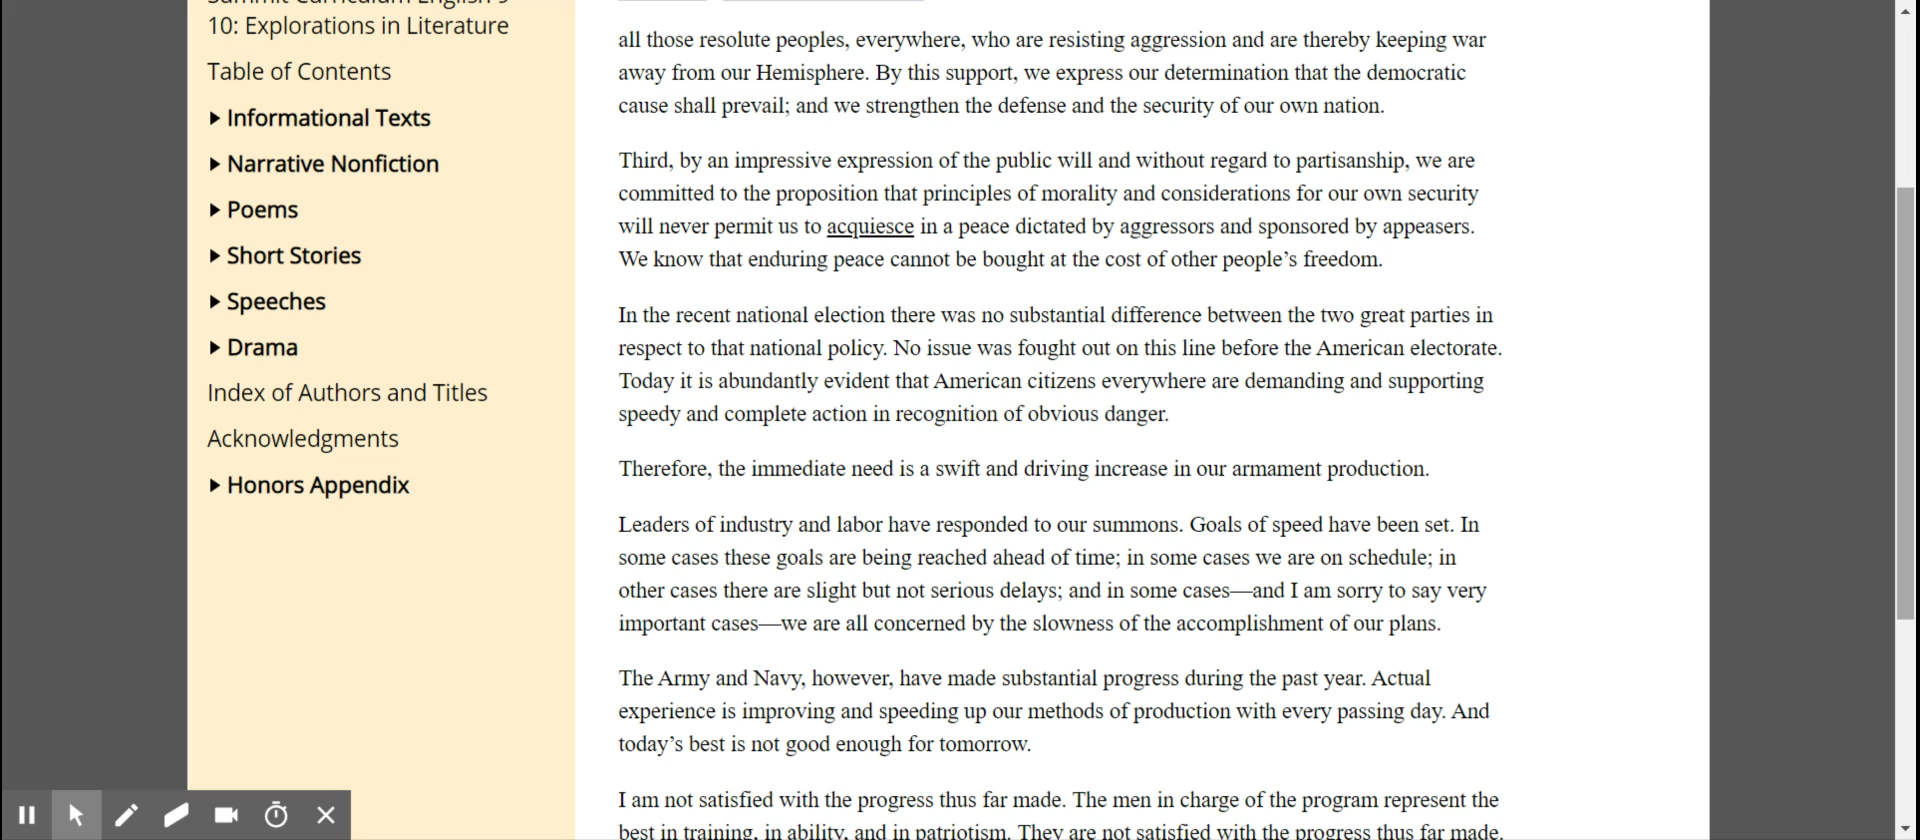 Summit Curriculum English 9
10: Explorations in Literature
Table of Contents
Informational Texts
Narrative Nonfiction
Poems
Short Stories
Speeches
Drama
Index of Authors and Titles
Acknowledgments
Honors Appendix
all those resolute peoples, everywhere, who are resisting aggression and are thereby keeping war
away from our Hemisphere. By this support, we express our determination that the democratic
cause shall prevail; and we strengthen the defense and the security of our own nation.
Third, by an impressive expression of the public will and without regard to partisanship, we are
committed to the proposition that principles of morality and considerations for our own security
will never permit us to acquiesce in a peace dictated by aggressors and sponsored by appeasers.
We know that enduring peace cannot be bought at the cost of other people’s freedom.
In the recent national election there was no substantial difference between the two great parties in
respect to that national policy. No issue was fought out on this line before the American electorate.
Today it is abundantly evident that American citizens everywhere are demanding and supporting
speedy and complete action in recognition of obvious danger.
Therefore, the immediate need is a swift and driving increase in our armament production.
Leaders of industry and labor have responded to our summons. Goals of speed have been set. In
some cases these goals are being reached ahead of time; in some cases we are on schedule; in
other cases there are slight but not serious delays; and in some cases—and I am sorry to say very
important cases—we are all concerned by the slowness of the accomplishment of our plans.
The Army and Navy, however, have made substantial progress during the past year. Actual
experience is improving and speeding up our methods of production with every passing day. And
today’s best is not good enough for tomorrow.
I am not satisfied with the progress thus far made. The men in charge of the program represent the
best in training, in ability, and in patriotism. They are not satisfied with the progress thus far made.